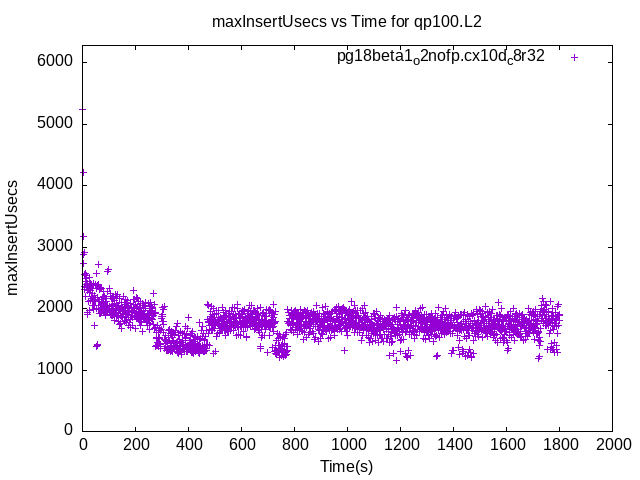 maxInsertUsecs vs Time for qp100.L2
pg18beta1o2nofp.cx10dc8r32
6000
5000
4000
3000
2000
1000
0
maxInsertUsecs
0 200 400 600 800 1000 1200 1400 1600 1800 2000
Time(s)